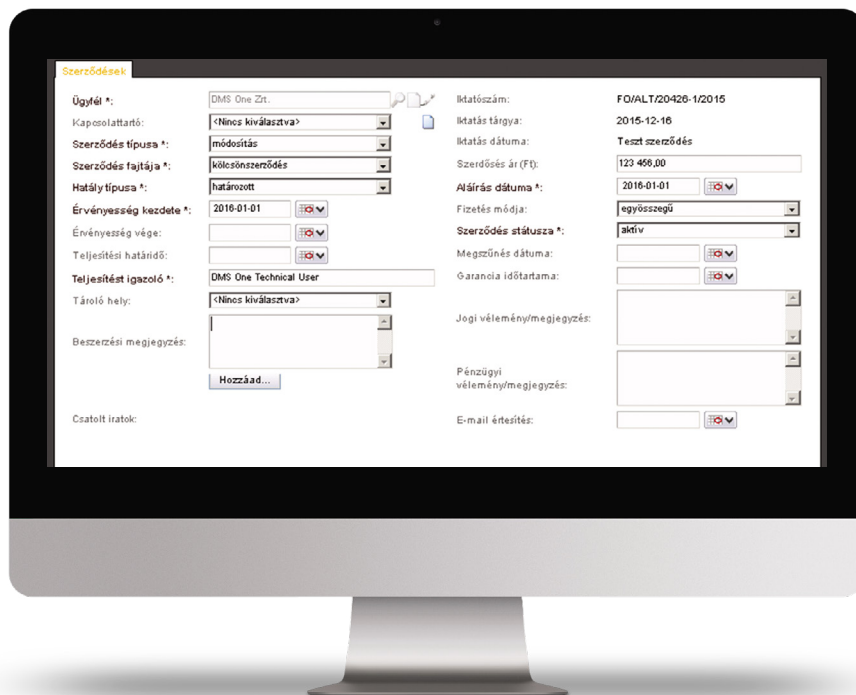 Szerződések
Ügyfél *: DMS One Zrt.
Kapcsolattartó: <Nincs kiválasztva>
Szerződés típusa *: módosítás
Szerződés fajtája *: kölcsönszerződés
Hatály típusa *: határozott
Érvényesség kezdete *: 2016-01-01
Érvényesség vége:
Teljesítési határidő:
Teljesítést igazoló *: DMS One Technical User
Tároló hely: <Nincs kiválasztva>
Beszerzési megjegyzés:
Hozzáad...
Csatolt iratok:
Iktatószám: FO/ALT/20426-1/2015
Iktatás tárgya: 2015-12-16
Iktatás dátuma: Teszt szerződés
Szerdősés ár (Ft): 123 456,00
Aláírás dátuma *: 2016-01-01
Fizetés módja: egyösszegű
Szerződés státusza *: aktív
Megszűnés dátuma:
Garancia időtartama:
Jogi vélemény/megjegyzés:
Pénzügyi
vélemény/megjegyzés:
E-mail értesítés: